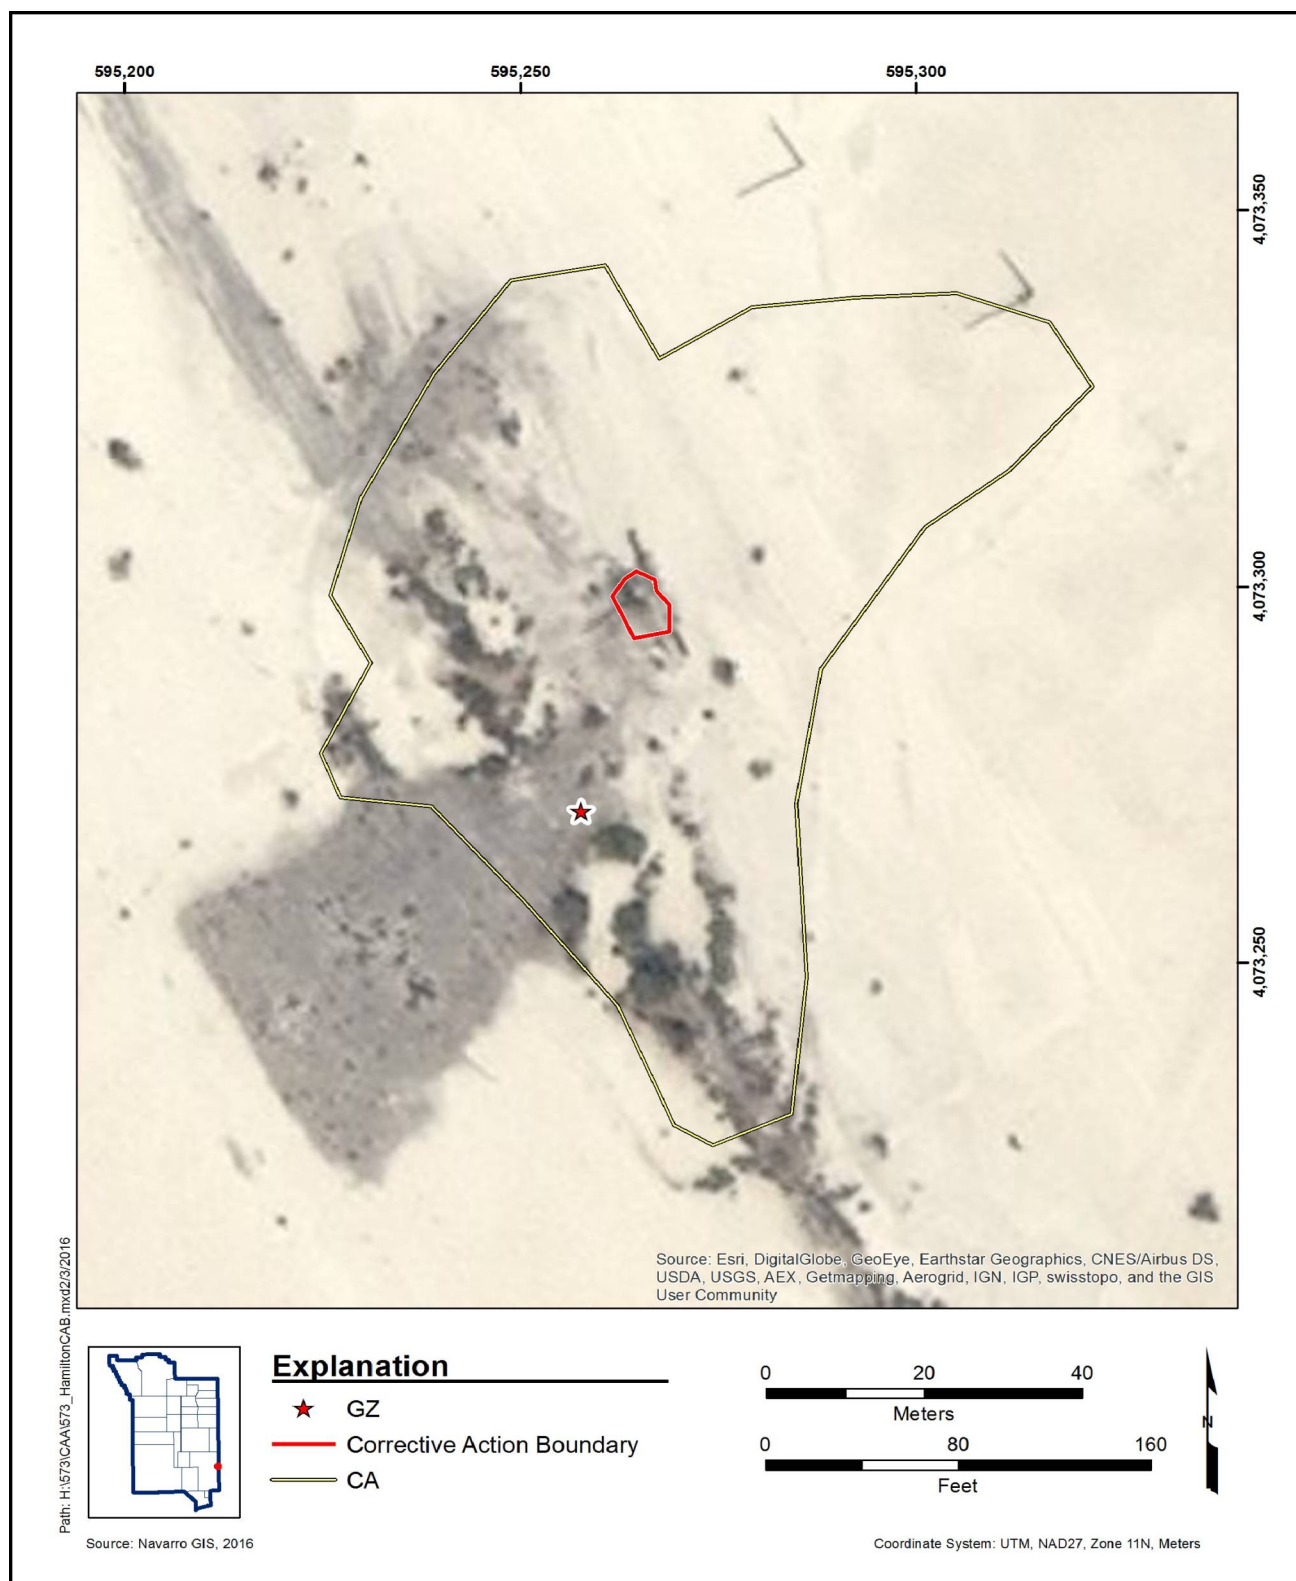 595,200 595,250 595,300
4,073,350
4,073,300
4,073,250
Source: Esri, DigitalGlobe, GeoEye, Earthstar Geographics, CNES/Airbus DS,
USDA, USGS, AEX, Getmapping, Aerogrid, IGN, IGP, swisstopo, and the GIS
User Community
Path: H:\573\CAA\573_HamiltonCAB.mxd2/3/2016
Explanation
GZ
Corrective Action Boundary
CA
0 20 40
Meters
0 80 160
Feet
N
Source: Navarro GIS, 2016
Coordinate System: UTM, NAD27, Zone 11N, Meters